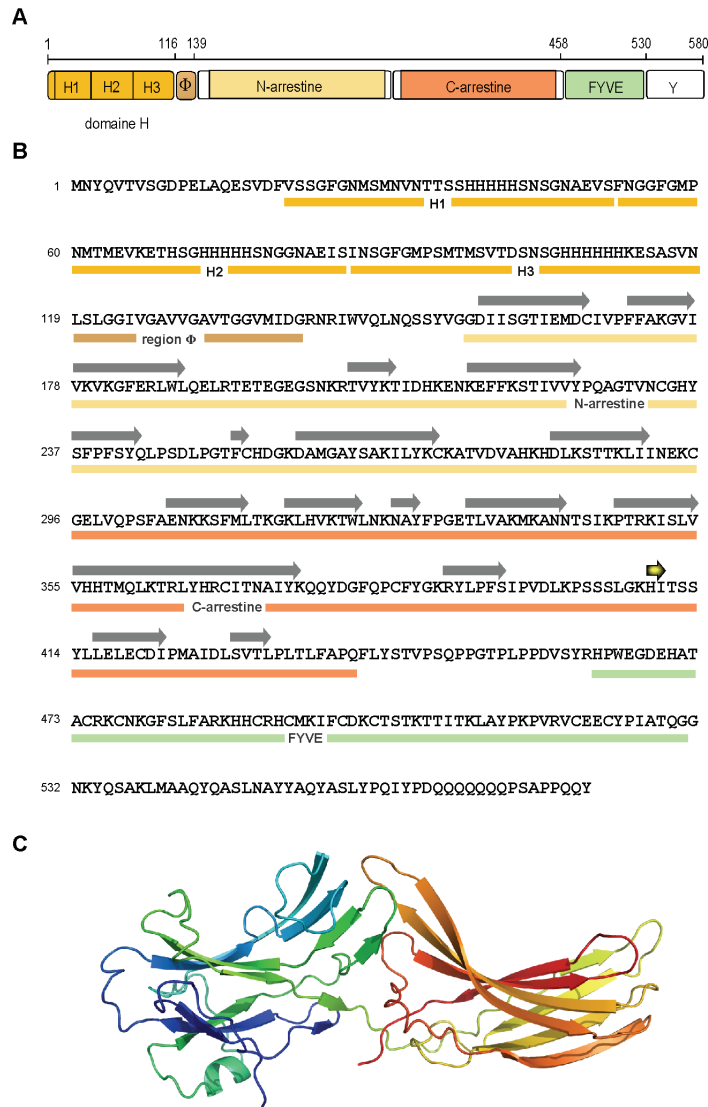 A
1 116 139 458 530 580
H1 H2 H3 Φ N-arrestine C-arrestine FYVE Y
domaine H
B
1 MNYQVTVSGDPELAQESVDFVSSGFGNMSMNVNTTSSHHHHHSNSGNAEVSFNGGFGMP
H1
60 NMTMEVKETHSGHHHHHSNGGNAEISINSGFGMPSMTMSVTDSNSGHHHHHHKESASVN
H2 H3
119 LSLGGIVGAVVGAVTGGVMIDGRNRIWVQLNQSSYVGGDIISGTIEMDCIVPFFAKGVI
region Φ
178 VKVKGFERLWLQELRTETEGEGSNKRTVYKTIDHKENKEFFKSTIVVYPQAGTVNCGHY
N-arrestine
237 SFPFSYQLPSDLPGTFCHDGKDAMGAYSAKILYKCKATVDVAHKHDLKSTTKLIINEKC
296 GELVQPSFAENKKSFMLTKGKLHVKTWLNKNAYFPGETLVAKMKANNTSIKPTRKISLV
355 VHHTMQLKTRLYHRCITNAIYKQQYDGFQPCFYGKRYLPFSIPVDLKPSSSLGKHITSS
C-arrestine
414 YLLELECDIPMAIDLSVTLPLTLFAPQFLYSTVPSQPPGTPLPPDVSYRHPWEGDEHAT
473 ACRKCNKGFSLFARKHHCRHCMKIFCDKCTSTKTTITKLAYPKPVRVCEECYPIATQGG
FYVE
532 NKYQSAKLMAAQYQASLNAYYAQYASLYPQIYPDQQQQQQQPSAPPQQY
C